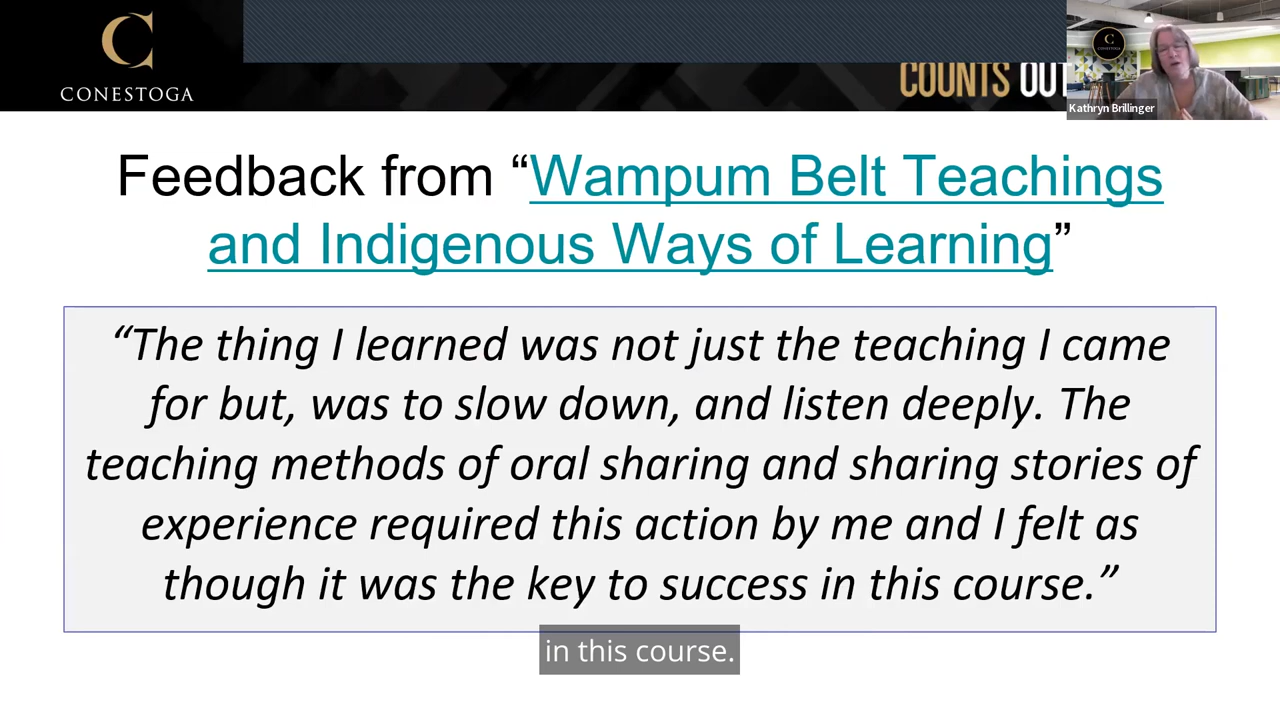 C
CONESTOGA
COUNTS OU
C
CONESTOGA
Kathryn Brillinger
Feedback from “Wampum Belt Teachings
and Indigenous Ways of Learning”
“The thing I learned was not just the teaching I came
for but, was to slow down, and listen deeply. The
teaching methods of oral sharing and sharing stories of
experience required this action by me and I felt as
though it was the key to success in this course.”
in this course.